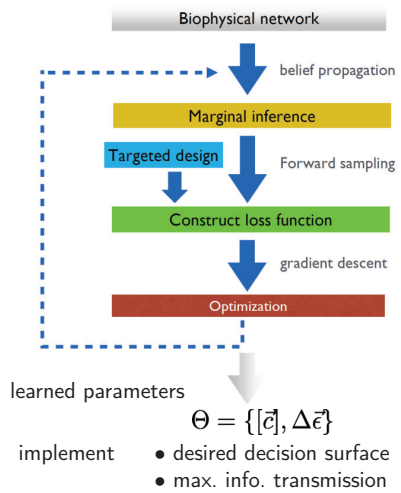 Biophysical network
belief propagation
Marginal inference
Targeted design
Forward sampling
Construct loss function
gradient descent
Optimization
learned parameters
Θ = {[c⃗], Δϵ⃗}
implement • desired decision surface
• max. info. transmission